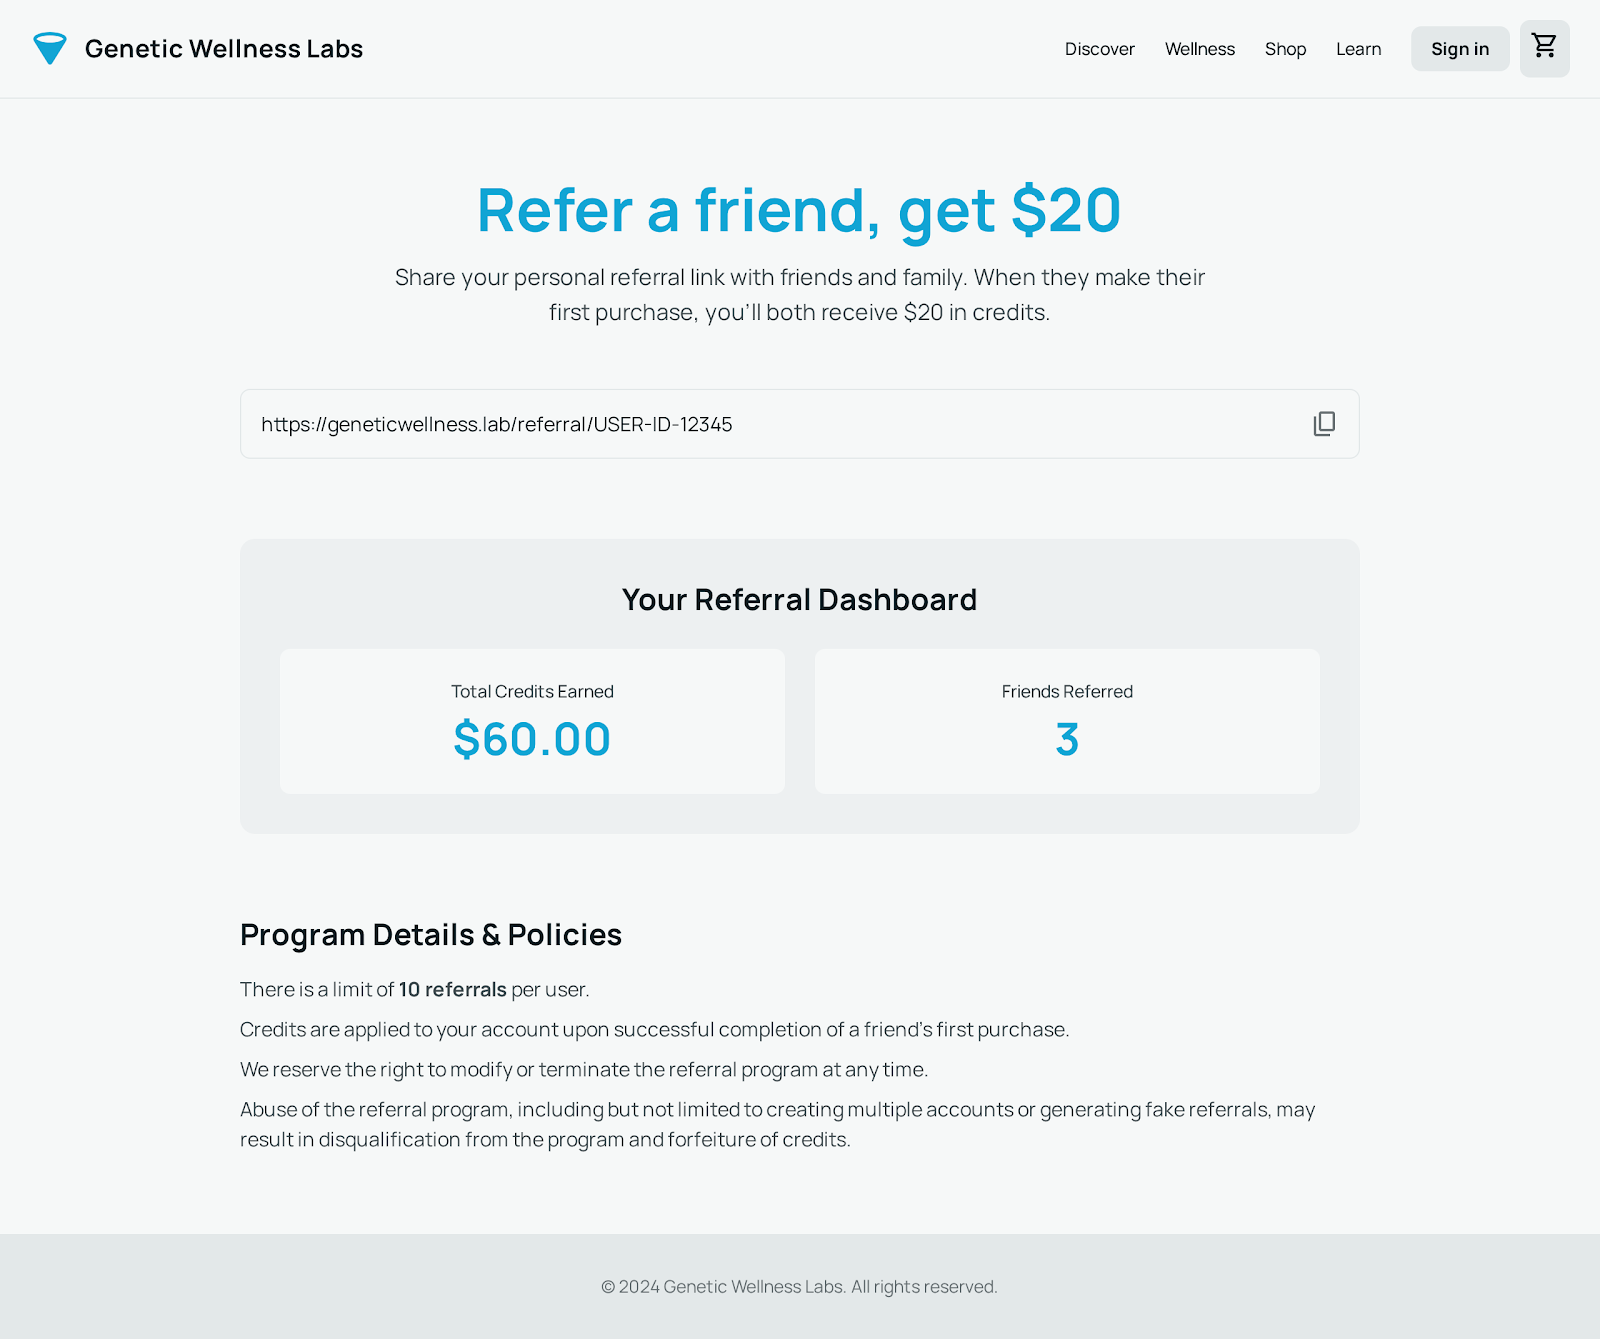 Genetic Wellness Labs
Discover
Wellness
Shop
Learn
Sign in
Refer a friend, get $20
Share your personal referral link with friends and family. When they make their
first purchase, you'll both receive $20 in credits.
https://geneticwellness.lab/referral/USER-ID-12345
Your Referral Dashboard
Total Credits Earned
$60.00
Friends Referred
3
Program Details & Policies
There is a limit of 10 referrals per user.
Credits are applied to your account upon successful completion of a friend's first purchase.
We reserve the right to modify or terminate the referral program at any time.
Abuse of the referral program, including but not limited to creating multiple accounts or generating fake referrals, may
result in disqualification from the program and forfeiture of credits.
© 2024 Genetic Wellness Labs. All rights reserved.